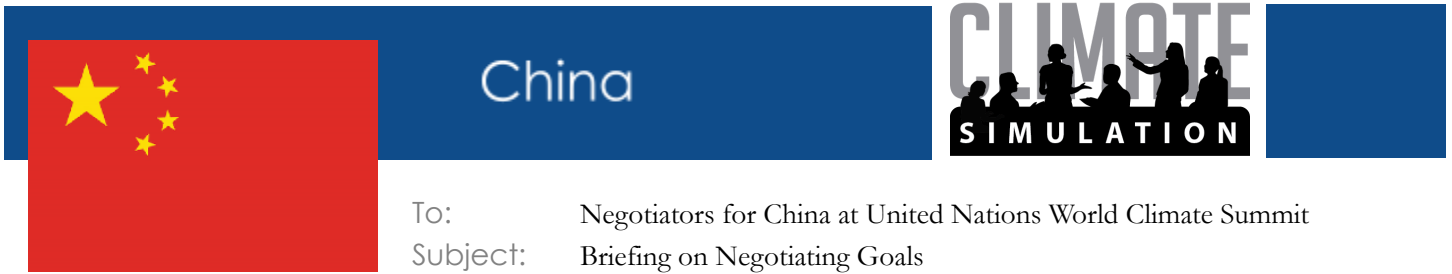 China
CLIMATE
SIMULATION
To: Negotiators for China at United Nations World Climate Summit
Subject: Briefing on Negotiating Goals